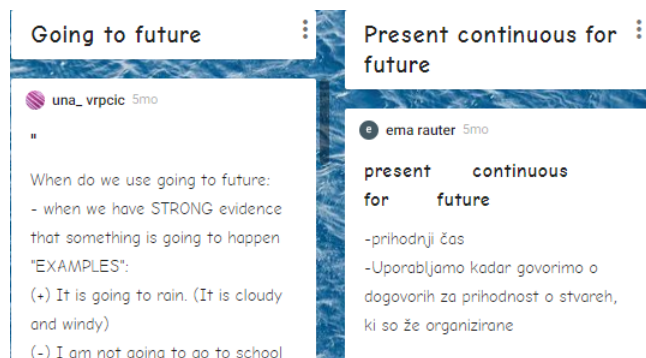 Going to future
una_ vrpcic 5mo
"
When do we use going to future:
- when we have STRONG evidence
that something is going to happen
"EXAMPLES":
(+) It is going to rain. (It is cloudy
and windy)
(-) I am not going to go to school
Present continuous for
future
e ema rauter 5mo
present continuous
for future
-prihodnji čas
-Uporabljamo kadar govorimo o
dogovorih za prihodnost o stvareh,
ki so že organizirane